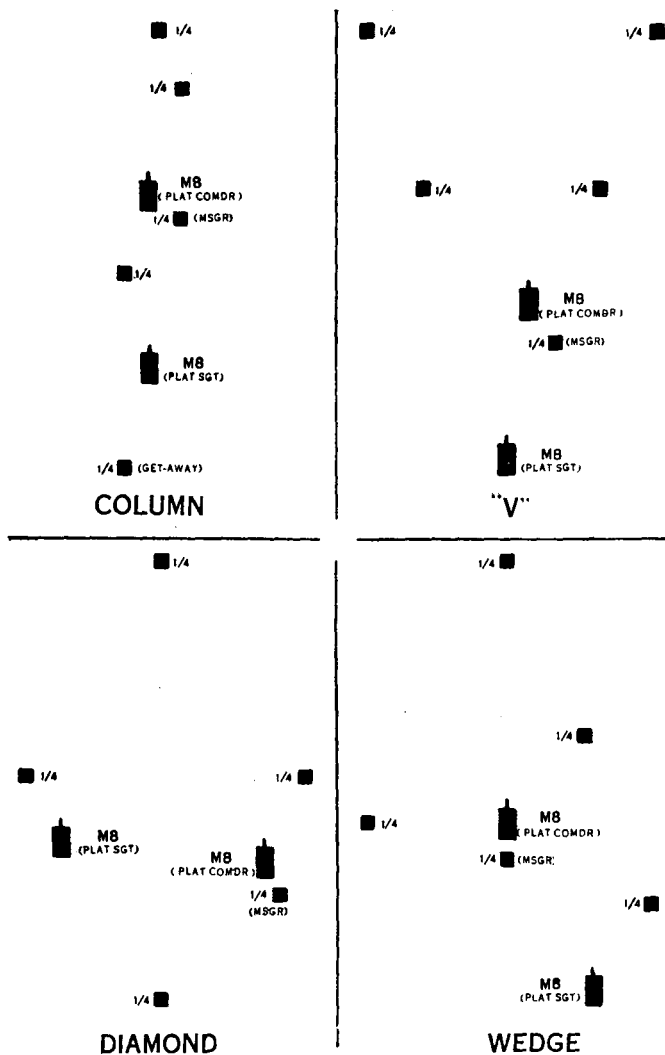 1/4
1/4
M8
(PLAT COMDR)
1/4 (MSGR)
1/4
M8
(PLAT SGT)
1/4 (GET-AWAY)
COLUMN
1/4 1/4
1/4 1/4
M8
(PLAT COMDR)
1/4 (MSGR)
M8
(PLAT SGT)
"V"
1/4
1/4 1/4
M8
(PLAT SGT)
M8
(PLAT COMDR)
1/4
(MSGR)
1/4
DIAMOND
1/4
1/4
1/4
M8
(PLAT COMDR)
1/4 (MSGR)
1/4
M8
(PLAT SGT)
WEDGE